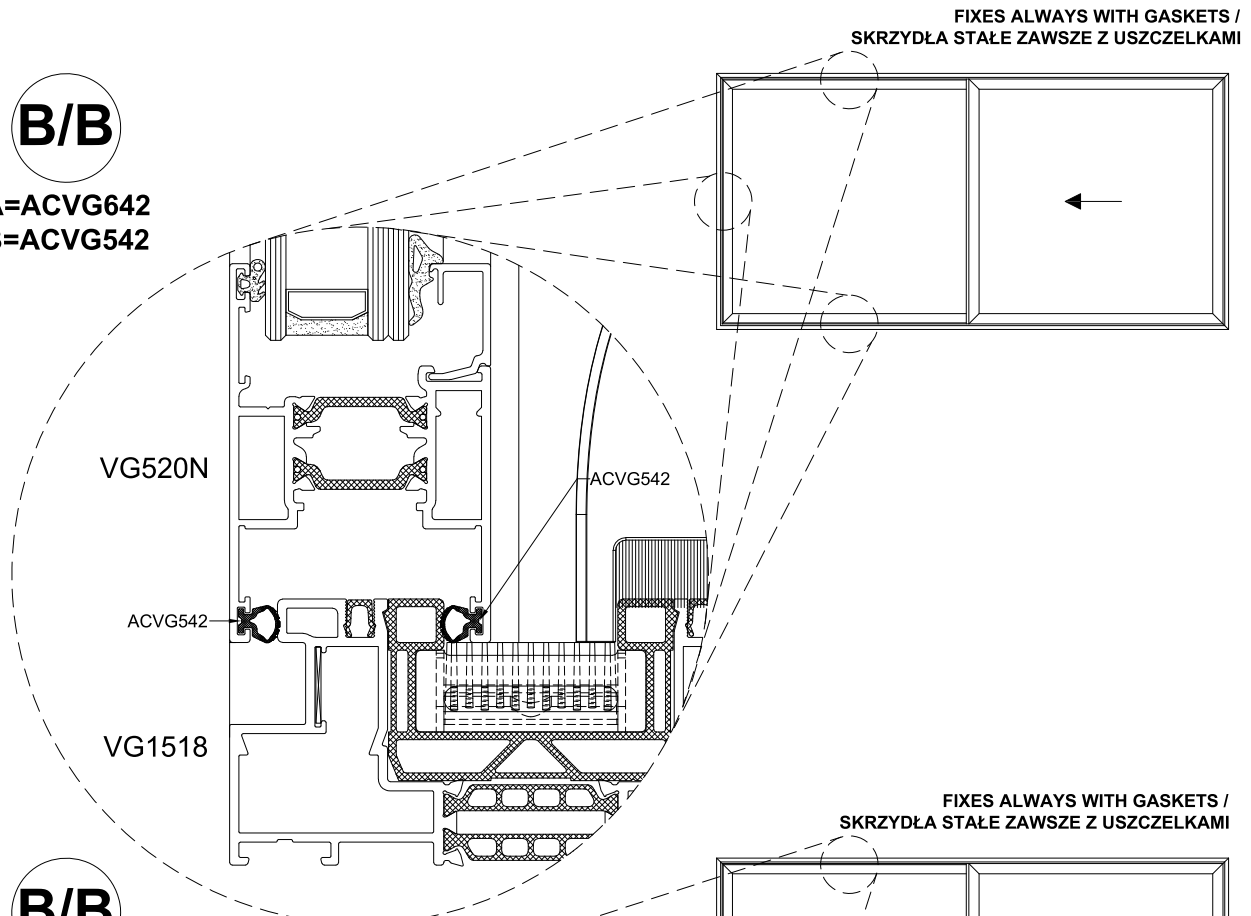 FIXES ALWAYS WITH GASKETS /
SKRZYDŁA STAŁE ZAWSZE Z USZCZELKAMI
B/B
=ACVG642
=ACVG542
VG520N
ACVG542
ACVG542
VG1518
FIXES ALWAYS WITH GASKETS /
SKRZYDŁA STAŁE ZAWSZE Z USZCZELKAMI
B/B